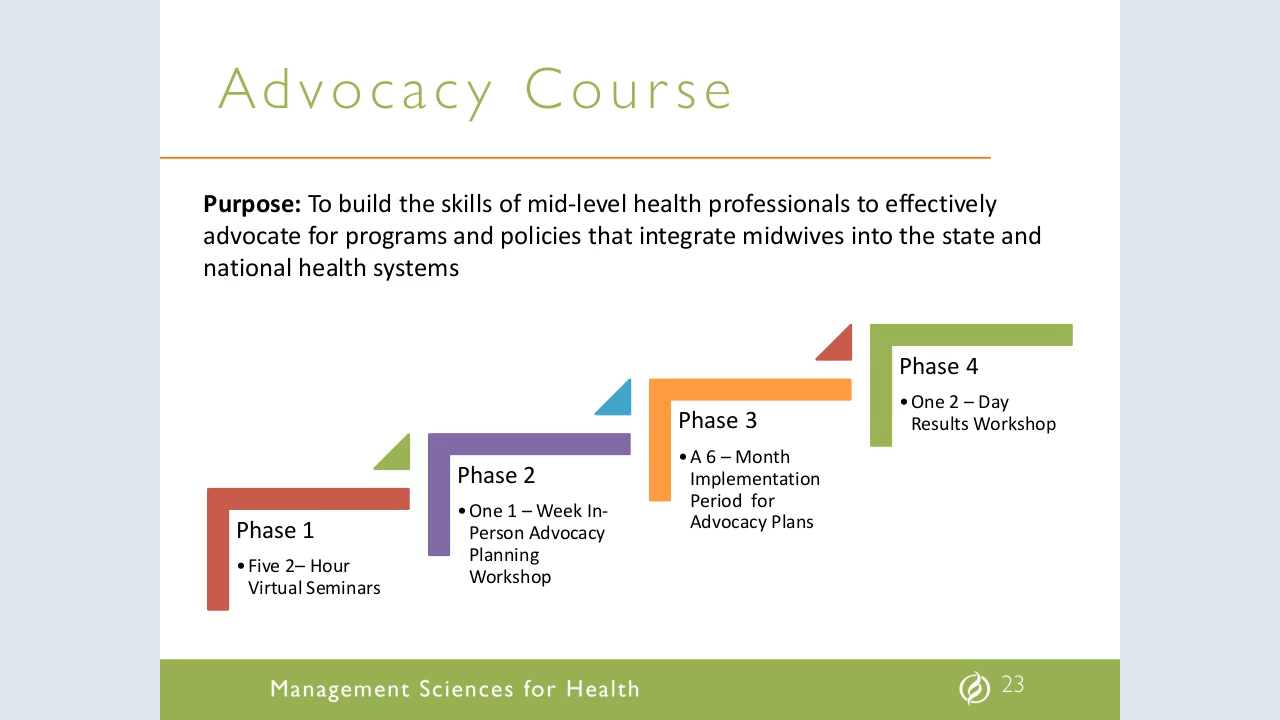 Advocacy Course
Purpose: To build the skills of mid-level health professionals to effectively
advocate for programs and policies that integrate midwives into the state and
national health systems
Phase 1
•Five 2– Hour
Virtual Seminars
Phase 2
•One 1 – Week In-
Person Advocacy
Planning
Workshop
Phase 3
•A 6 – Month
Implementation
Period for
Advocacy Plans
Phase 4
•One 2 – Day
Results Workshop
Management Sciences for Health
23